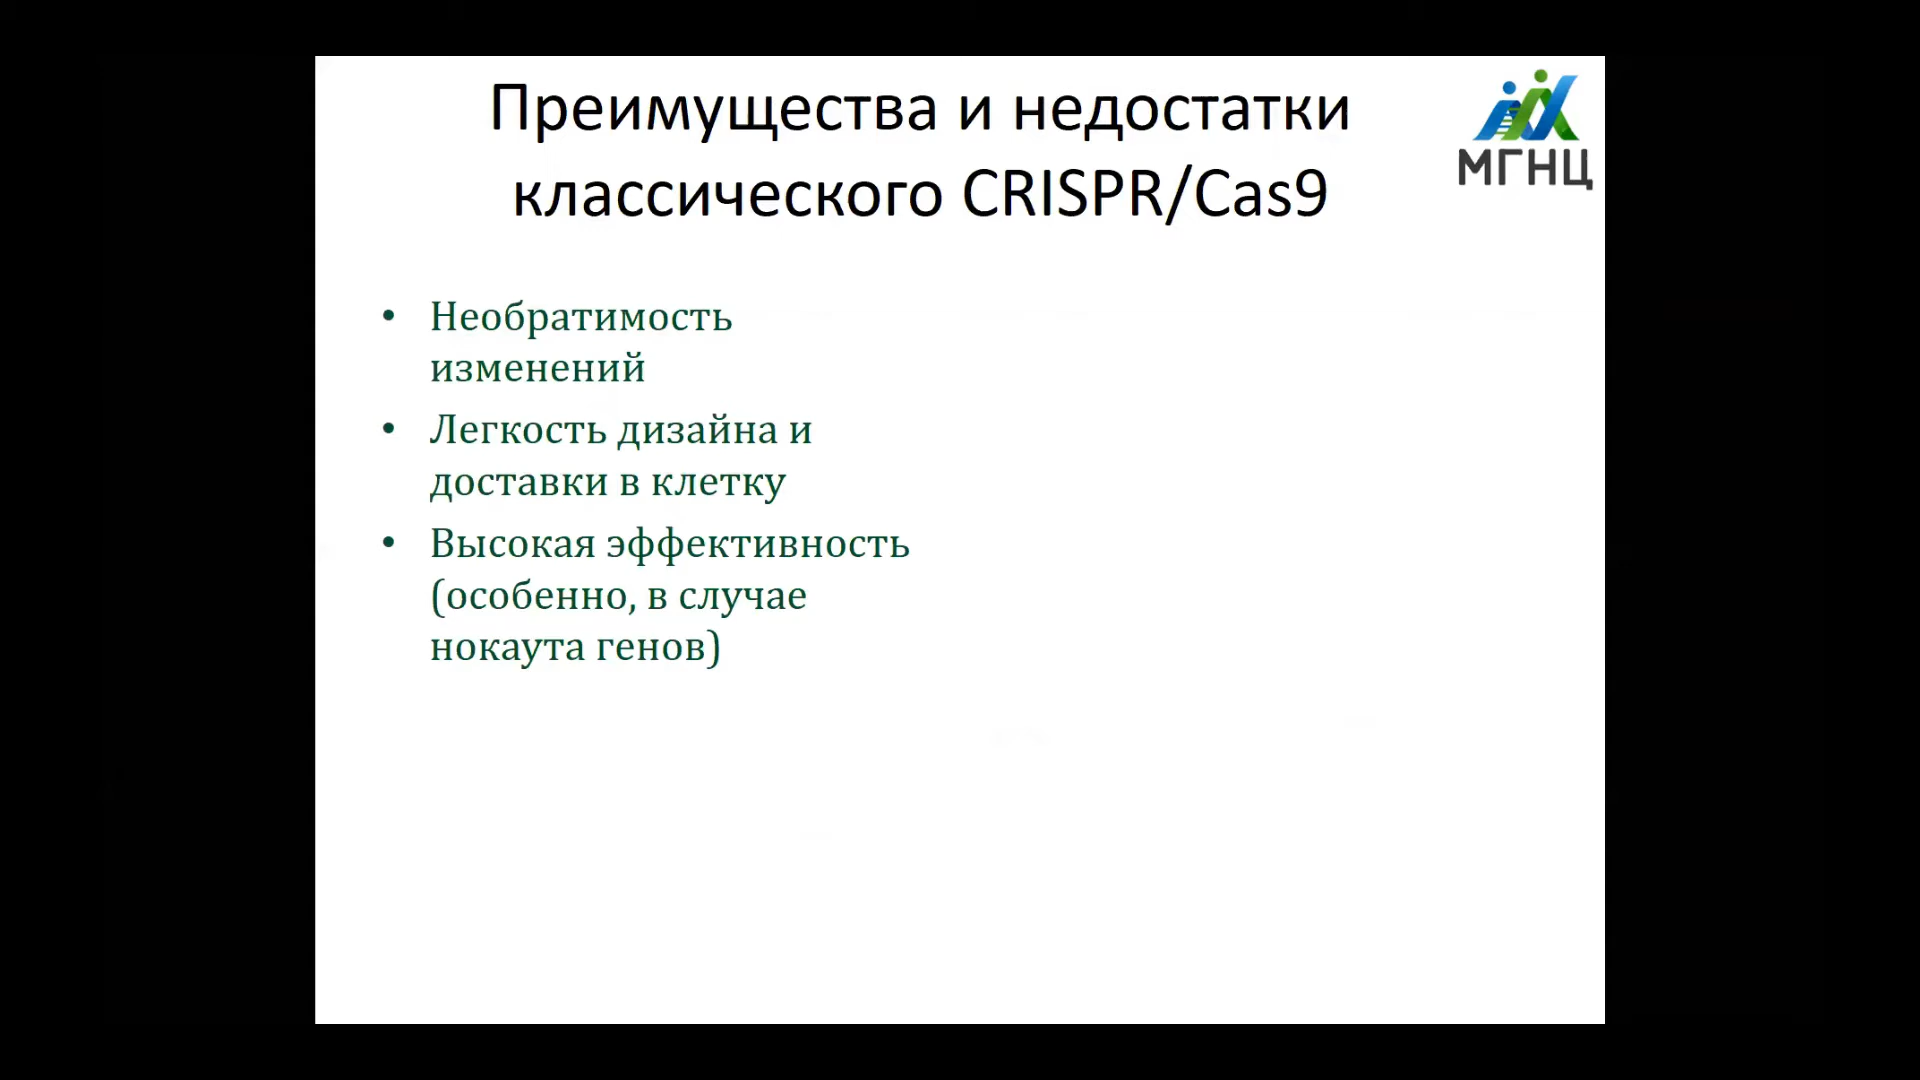 Преимущества и недостатки
классического CRISPR/Cas9
МГНЦ
• Необратимость
изменений
• Легкость дизайна и
доставки в клетку
• Высокая эффективность
(особенно, в случае
нокаута генов)